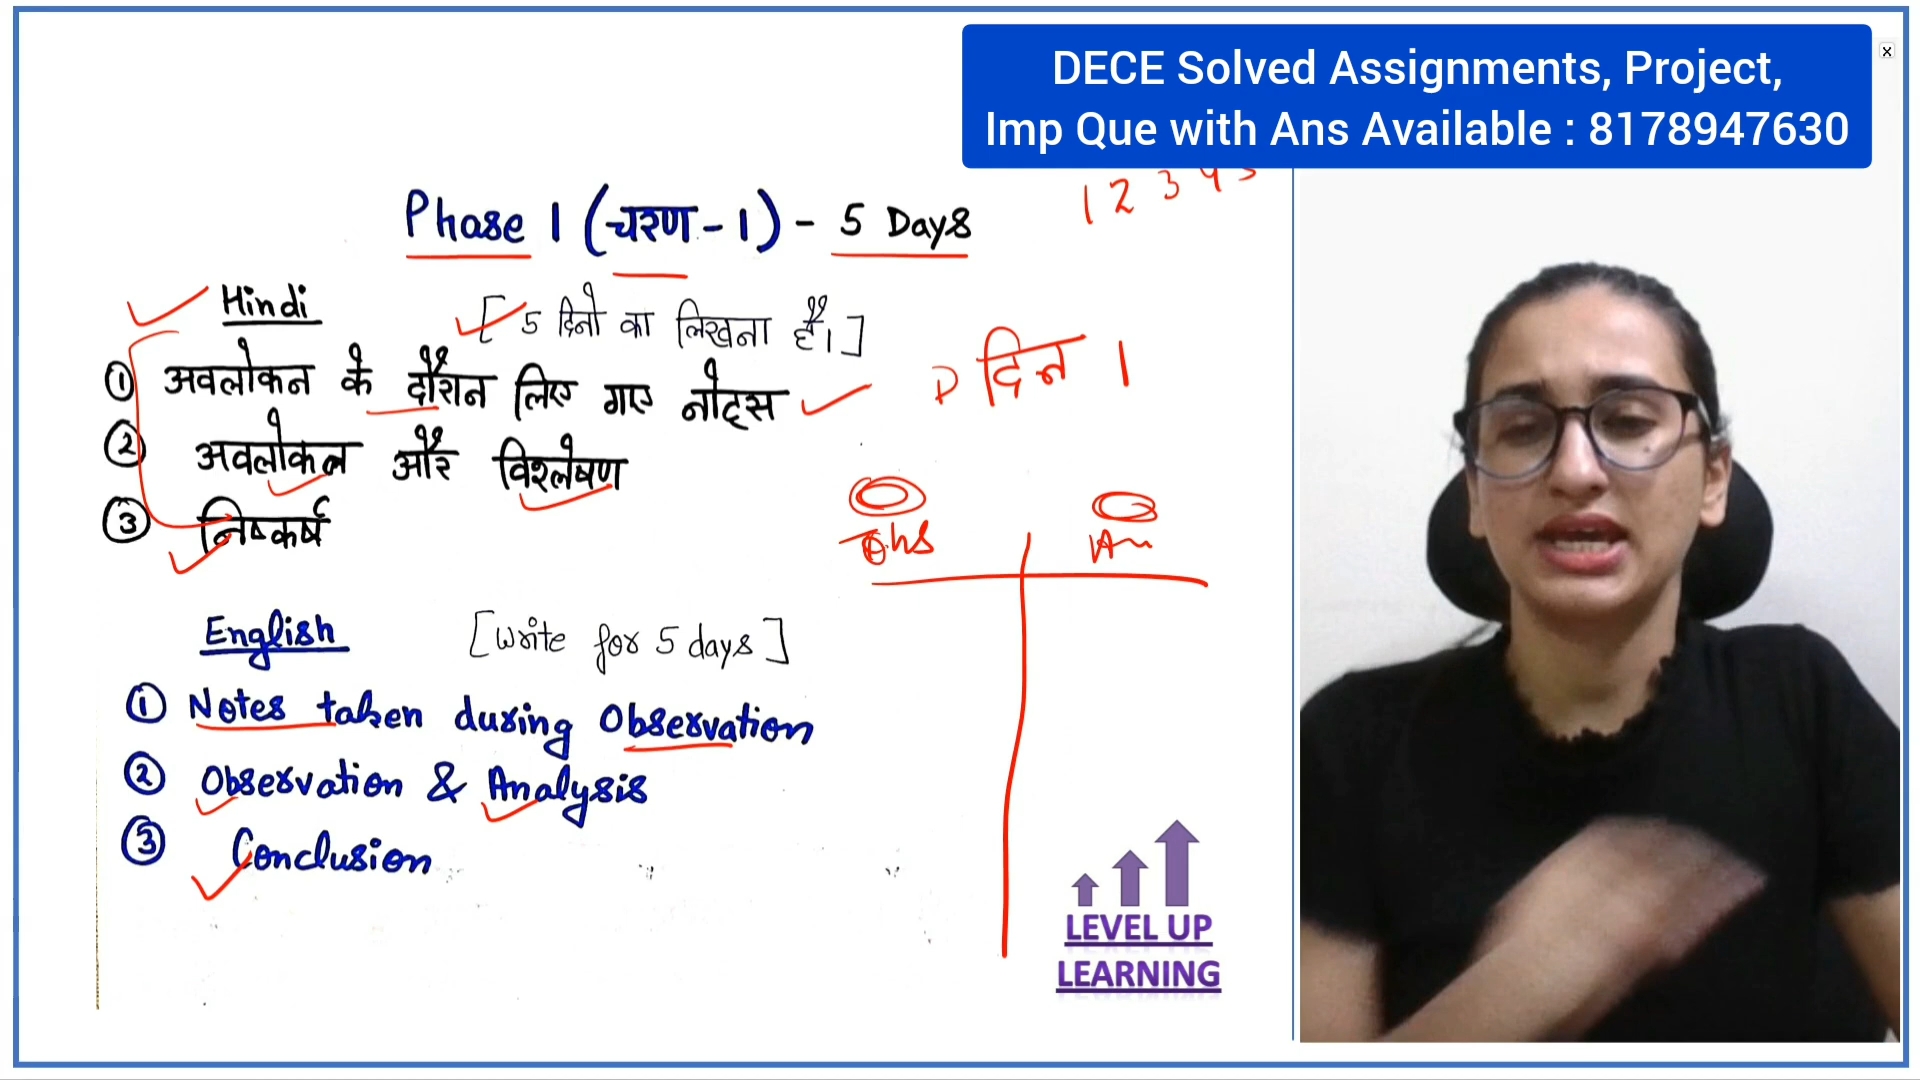 DECE Solved Assignments, Project,
Imp Que with Ans Available : 8178947630
x
1 2 3 4 5
Phase 1 (चरण - 1) - 5 Days
Hindi
[5 दिनो का लिखना हैं।]
दिन 1
① अवलोकन के दौरान लिए गए नोट्स
② अवलोकन और विश्लेषण
③ निष्कर्ष
Obs
An
English
[write for 5 days]
① Notes taken during Observation
② Observation & Analysis
③ Conclusion
LEVEL UP
LEARNING